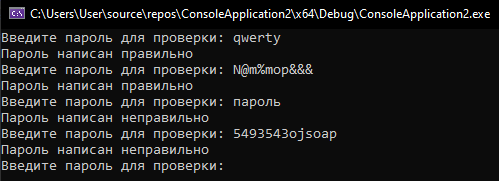 C:\Users\User\source\repos\ConsoleApplication2\x64\Debug\ConsoleApplication2.exe
Введите пароль для проверки: qwerty
Пароль написан правильно
Введите пароль для проверки: N@m%mop&&&
Пароль написан правильно
Введите пароль для проверки: пароль
Пароль написан неправильно
Введите пароль для проверки: 5493543ojsoap
Пароль написан неправильно
Введите пароль для проверки: